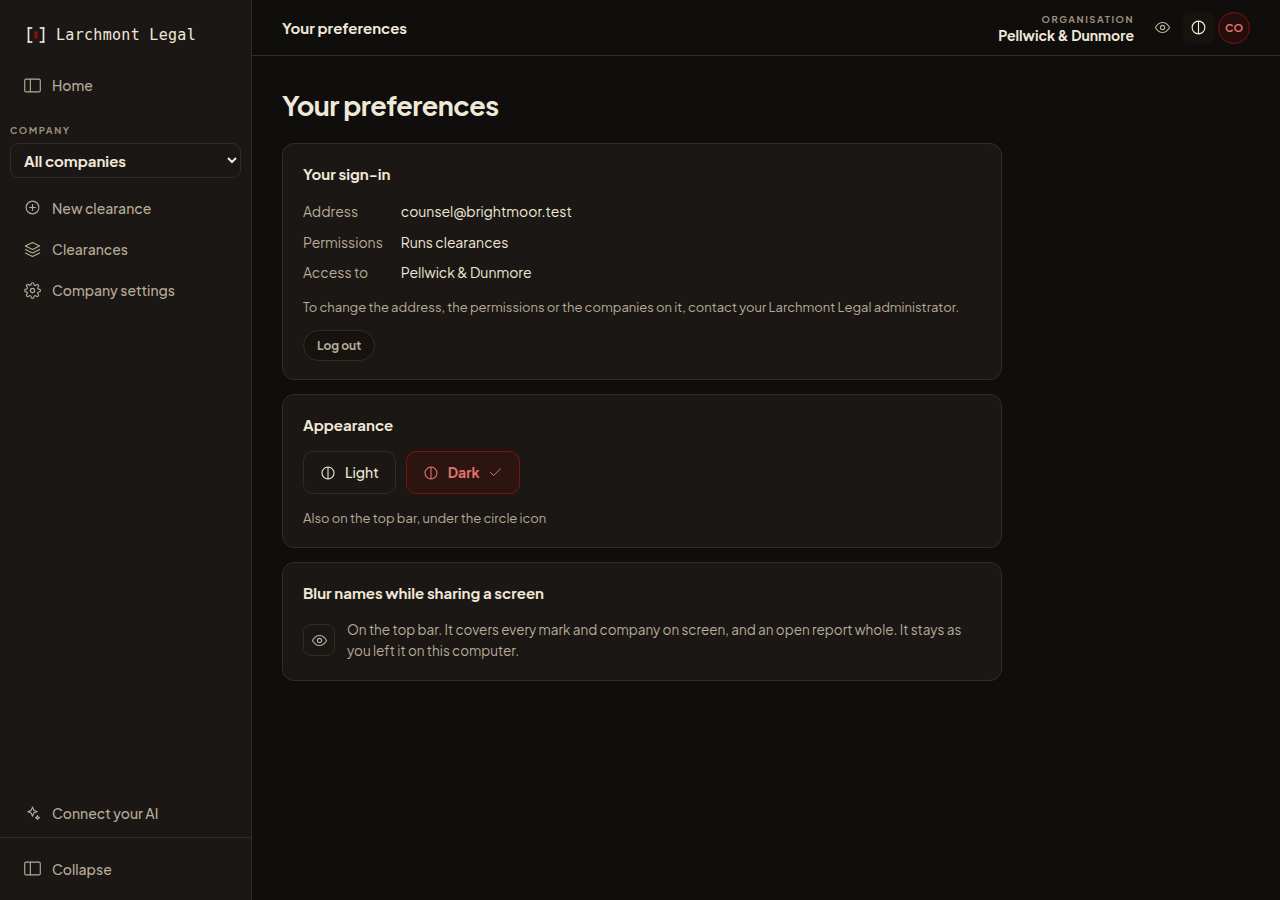 Larchmont Legal
Home
COMPANY
All companies
New clearance
Clearances
Company settings
Connect your AI
Collapse
Your preferences
ORGANISATION
Pellwick & Dunmore
CO
Your preferences
Your sign-in
Address counsel@brightmoor.test
Permissions Runs clearances
Access to Pellwick & Dunmore
To change the address, the permissions or the companies on it, contact your Larchmont Legal administrator.
Log out
Appearance
Light
Dark
Also on the top bar, under the circle icon
Blur names while sharing a screen
On the top bar. It covers every mark and company on screen, and an open report whole. It stays as
you left it on this computer.